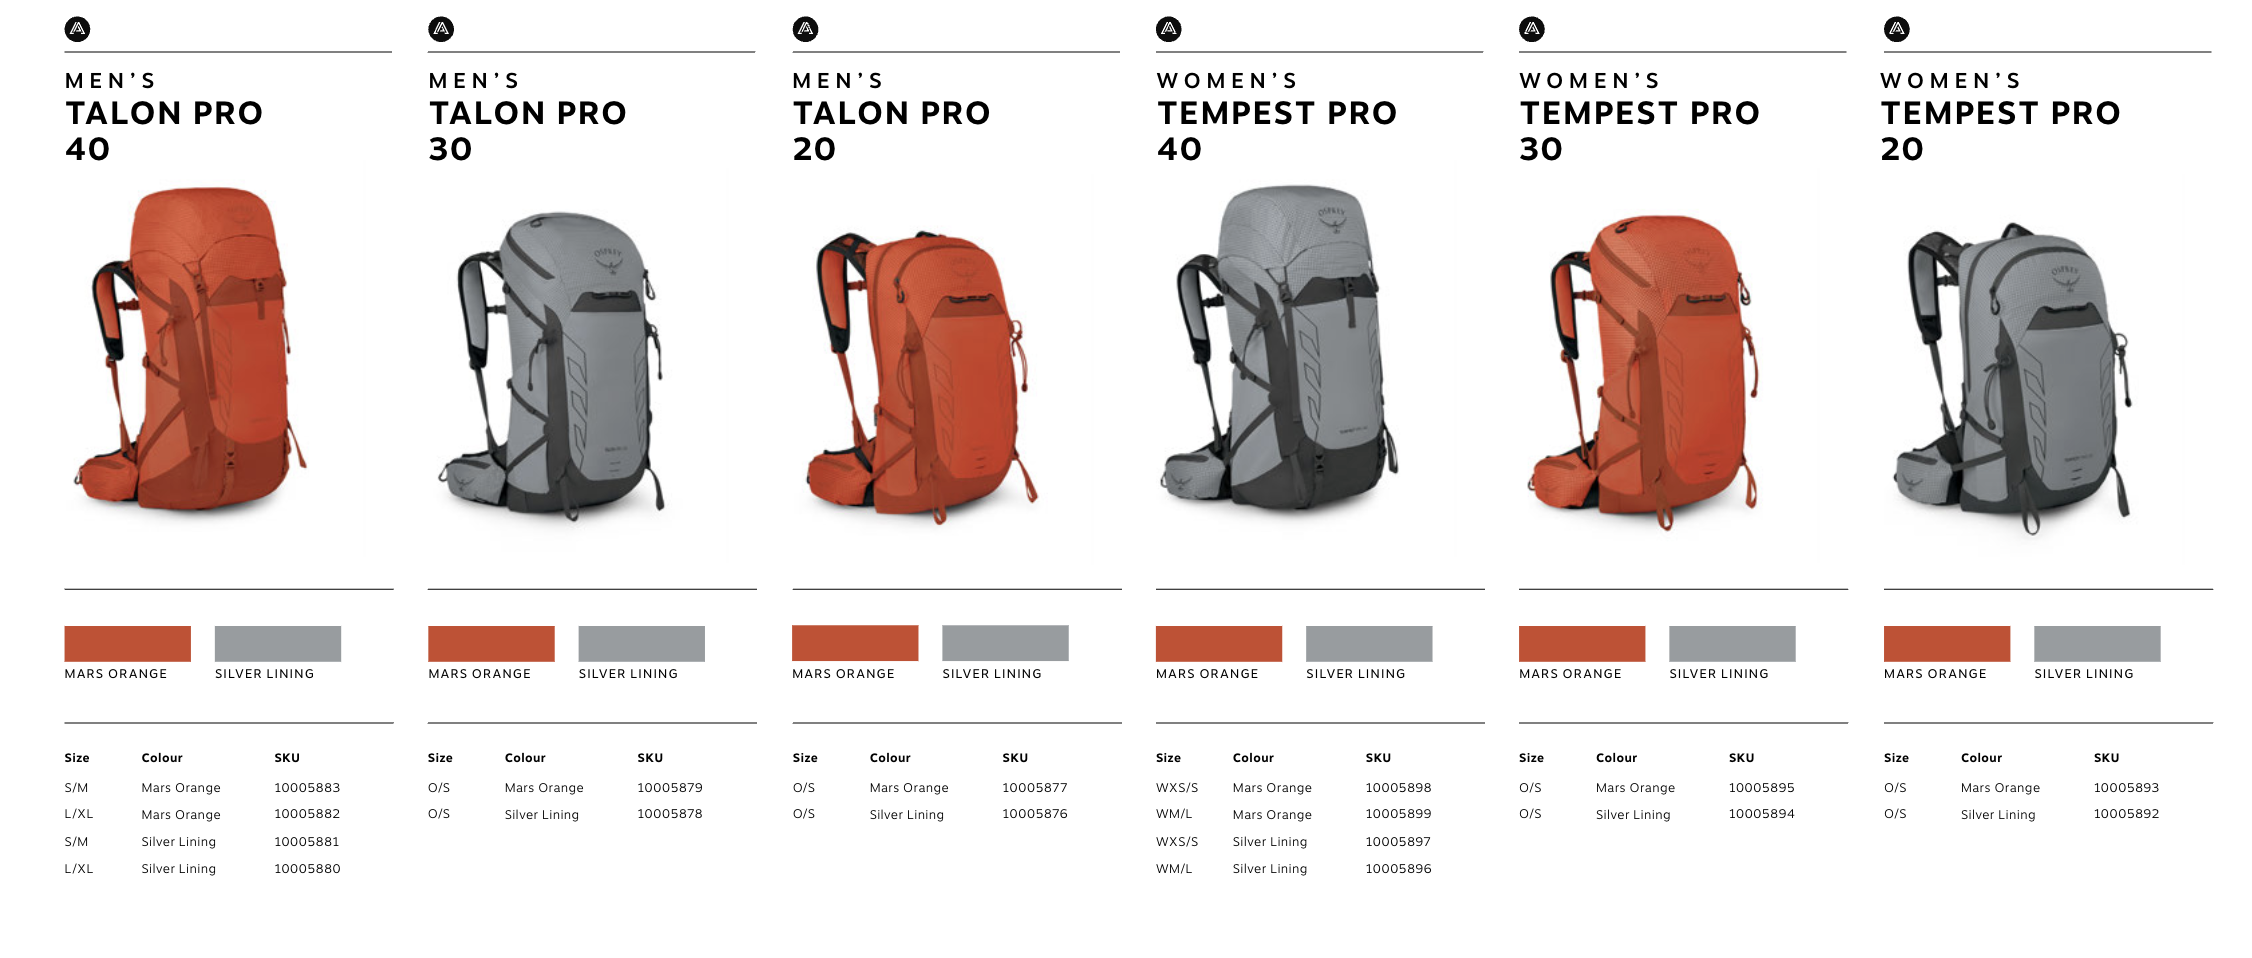 MEN’S
TALON PRO
40
OSPREY
MARS ORANGE
SILVER LINING
Size Colour SKU
S/M Mars Orange 10005883
L/XL Mars Orange 10005882
S/M Silver Lining 10005881
L/XL Silver Lining 10005880
MEN’S
TALON PRO
30
OSPREY
MARS ORANGE
SILVER LINING
Size Colour SKU
O/S Mars Orange 10005879
O/S Silver Lining 10005878
MEN’S
TALON PRO
20
OSPREY
MARS ORANGE
SILVER LINING
Size Colour SKU
O/S Mars Orange 10005877
O/S Silver Lining 10005876
WOMEN’S
TEMPEST PRO
40
OSPREY
MARS ORANGE
SILVER LINING
Size Colour SKU
WXS/S Mars Orange 10005898
WM/L Mars Orange 10005899
WXS/S Silver Lining 10005897
WM/L Silver Lining 10005896
WOMEN’S
TEMPEST PRO
30
OSPREY
MARS ORANGE
SILVER LINING
Size Colour SKU
O/S Mars Orange 10005895
O/S Silver Lining 10005894
WOMEN’S
TEMPEST PRO
20
OSPREY
MARS ORANGE
SILVER LINING
Size Colour SKU
O/S Mars Orange 10005893
O/S Silver Lining 10005892